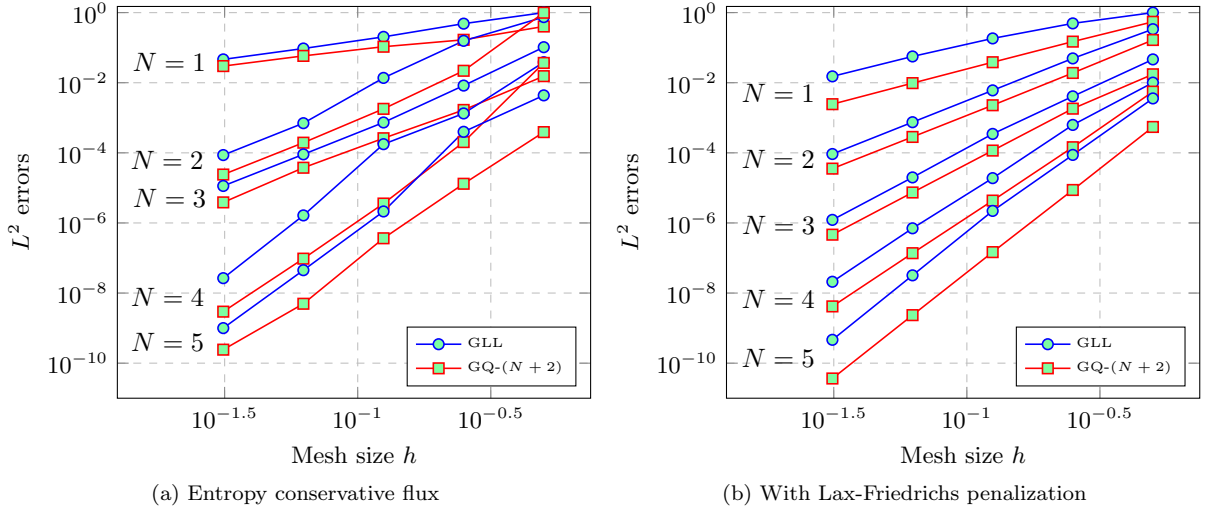 10^0
10^{-2}
10^{-4}
10^{-6}
10^{-8}
10^{-10}
L^2 errors
N = 1
N = 2
N = 3
N = 4
N = 5
GLL
GQ-(N + 2)
10^{-1.5}
10^{-1}
10^{-0.5}
Mesh size h
(a) Entropy conservative flux
10^0
10^{-2}
10^{-4}
10^{-6}
10^{-8}
10^{-10}
L^2 errors
N = 1
N = 2
N = 3
N = 4
N = 5
GLL
GQ-(N + 2)
10^{-1.5}
10^{-1}
10^{-0.5}
Mesh size h
(b) With Lax-Friedrichs penalization